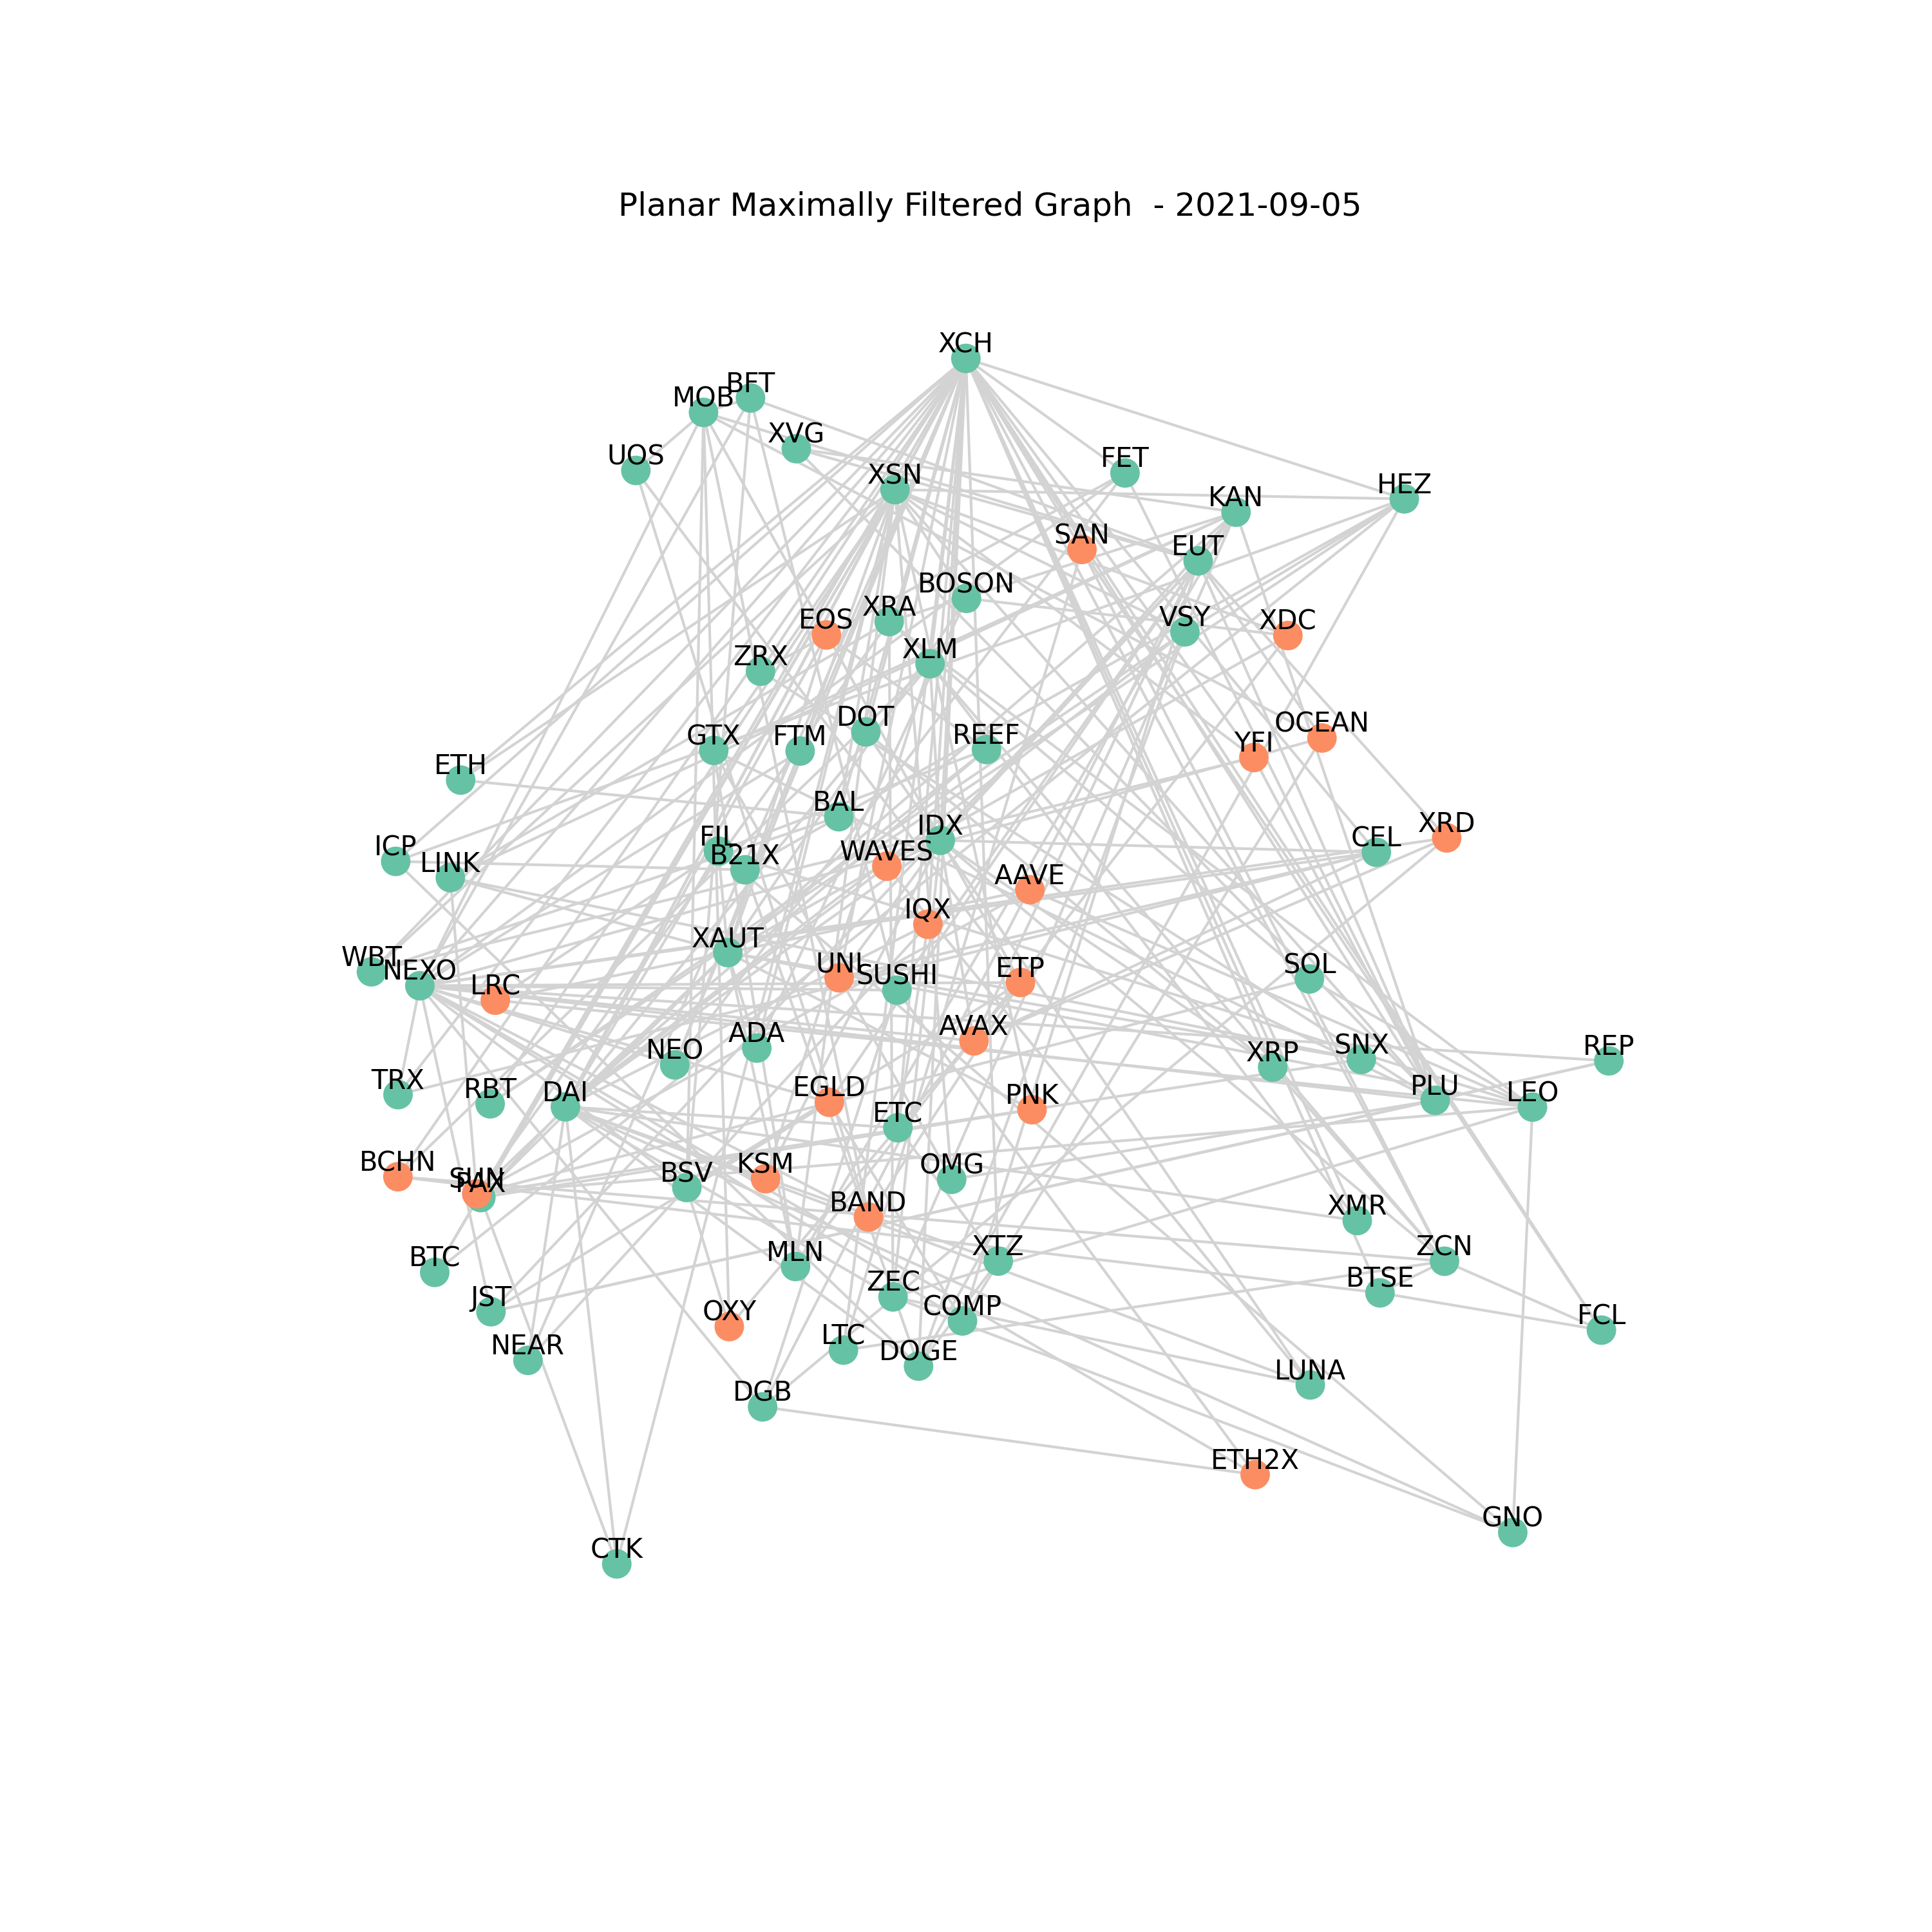 Planar Maximally Filtered Graph  - 2021-09-05
XCH
BFT
MOB
XVG
UOS
FET
XSN
HEZ
KAN
SAN
EUT
BOSON
XRA
EOS
VSY
XDC
XLM
ZRX
DOT
OCEAN
GTX
FTM
REEF
YFI
ETH
BAL
IDX
XRD
FIL
CEL
ICP
B21X
WAVES
LINK
AAVE
IQX
XAUT
WBT
NEXO
UNI
SUSHI
ETP
SOL
LRC
AVAX
ADA
NEO
XRP
SNX
REP
TRX
RBT
DAI
EGLD
PNK
PLU
LEO
ETC
BCHN
SUN
PAX
BSV
KSM
OMG
BAND
XMR
BTC
MLN
XTZ
ZCN
JST
ZEC
BTSE
OXY
COMP
FCL
NEAR
LTC
DOGE
LUNA
DGB
ETH2X
GNO
CTK